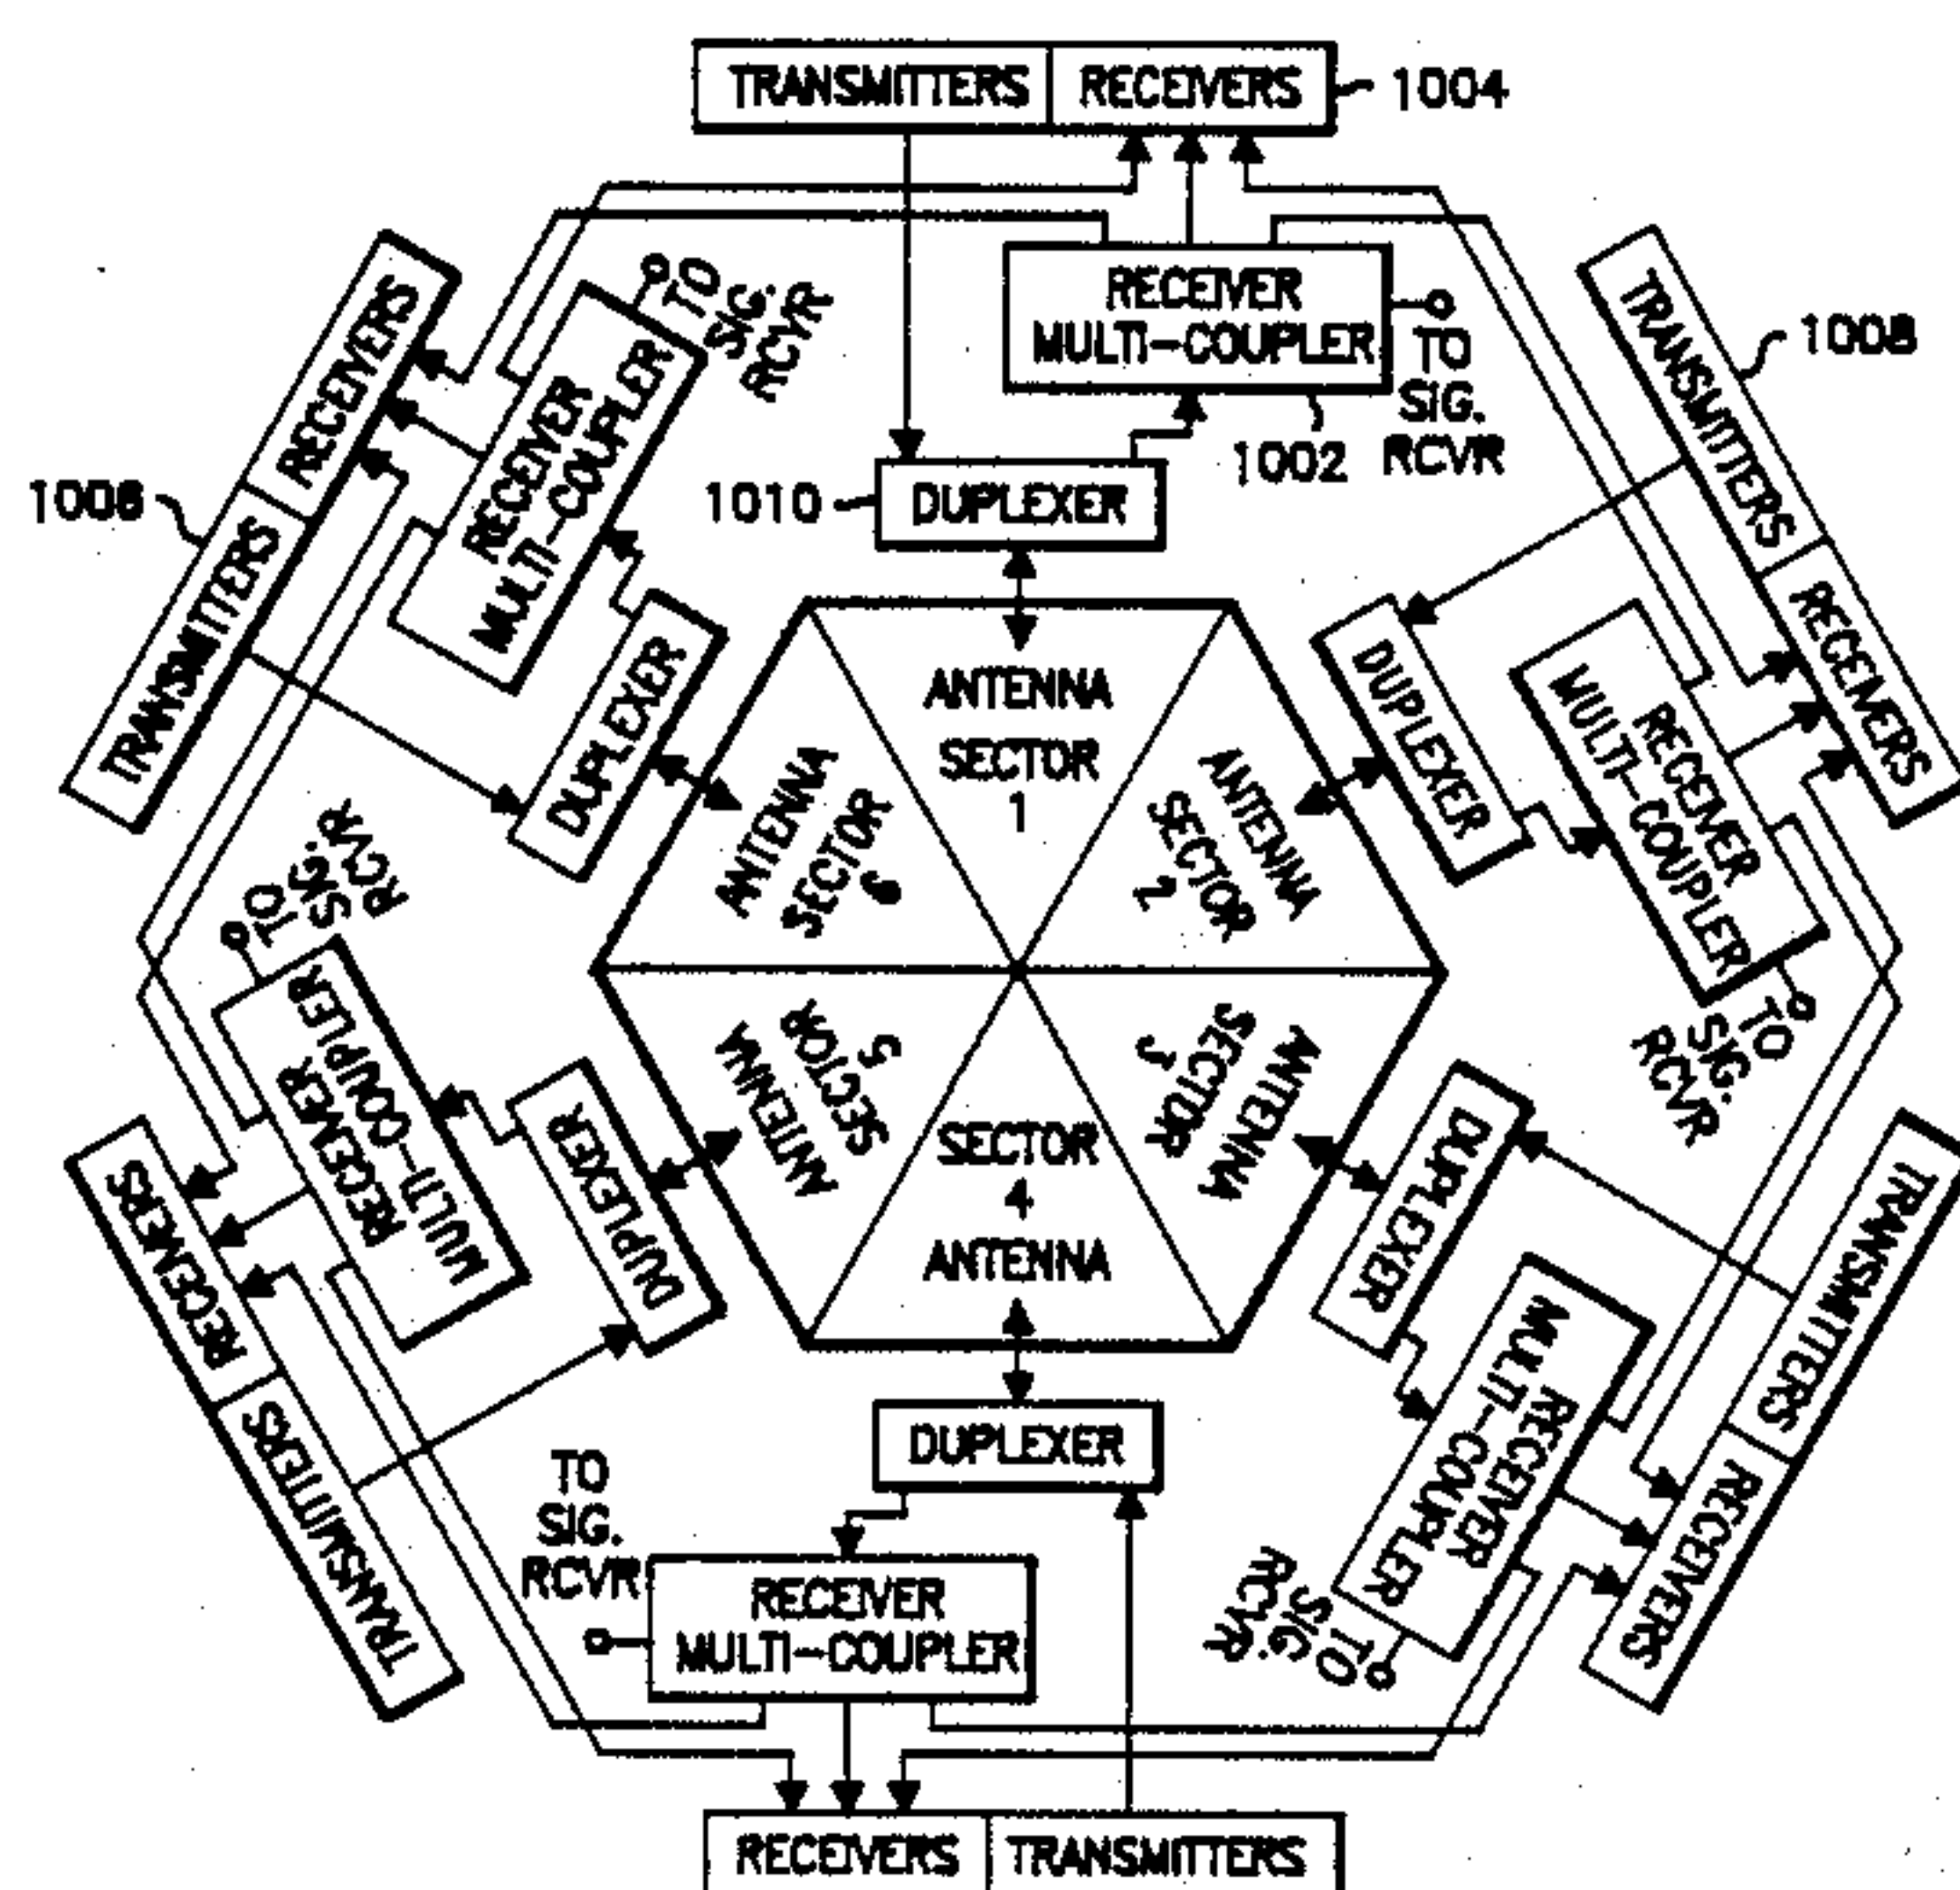 TRANSMITTERS RECEIVERS
1004
RECEIVER
MULTI-COUPLER
TO
SIG.
RCVR
1002
1010
DUPLEXER
ANTENNA
SECTOR
1
TRANSMITTERS RECEIVERS
1008
DUPLEXER
RECEIVER
MULTI-COUPLER
TO
SIG.
RCVR
ANTENNA
SECTOR
2
TRANSMITTERS RECEIVERS
DUPLEXER
RECEIVER
MULTI-COUPLER
TO
SIG.
RCVR
ANTENNA
SECTOR
3
SECTOR
4
ANTENNA
DUPLEXER
TO
SIG.
RCVR
RECEIVER
MULTI-COUPLER
RECEIVERS TRANSMITTERS
ANTENNA
SECTOR
5
DUPLEXER
RECEIVER
MULTI-COUPLER
TO
SIG.
RCVR
RECEIVERS TRANSMITTERS
ANTENNA
SECTOR
6
DUPLEXER
RECEIVER
MULTI-COUPLER
TO
SIG.
RCVR
TRANSMITTERS RECEIVERS